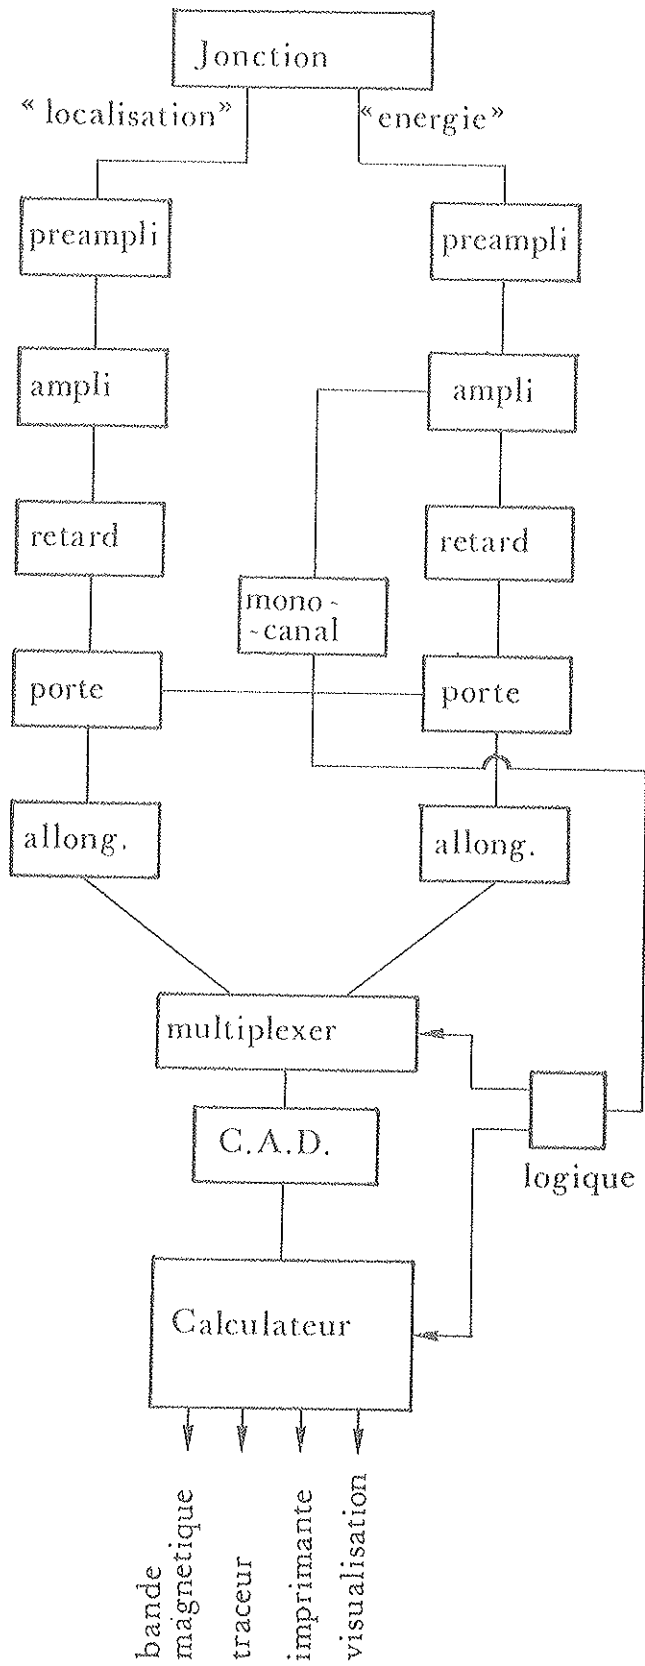 Jonction
« localisation »
« energie »
preampli
preampli
ampli
ampli
retard
retard
mono-
-canal
porte
porte
allong.
allong.
multiplexer
C.A.D.
logique
Calculateur
bande
magnetique
traceur
imprimante
visualisation